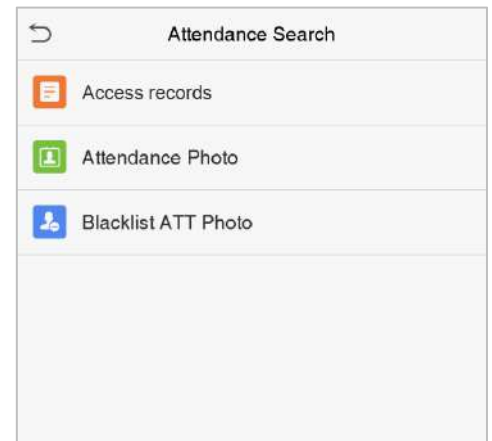 Attendance Search
Access records
Attendance Photo
Blacklist ATT Photo